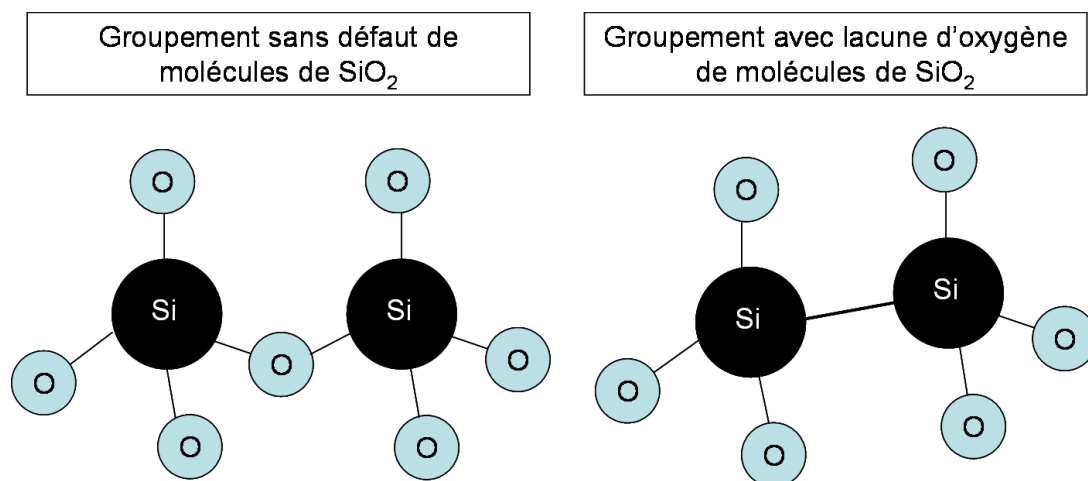 Groupement sans défaut de
molécules de SiO₂
Groupement avec lacune d'oxygène
de molécules de SiO₂
O
O
O
O
Si
Si
Si
Si
O
O
O
O
O
O
O
O
O